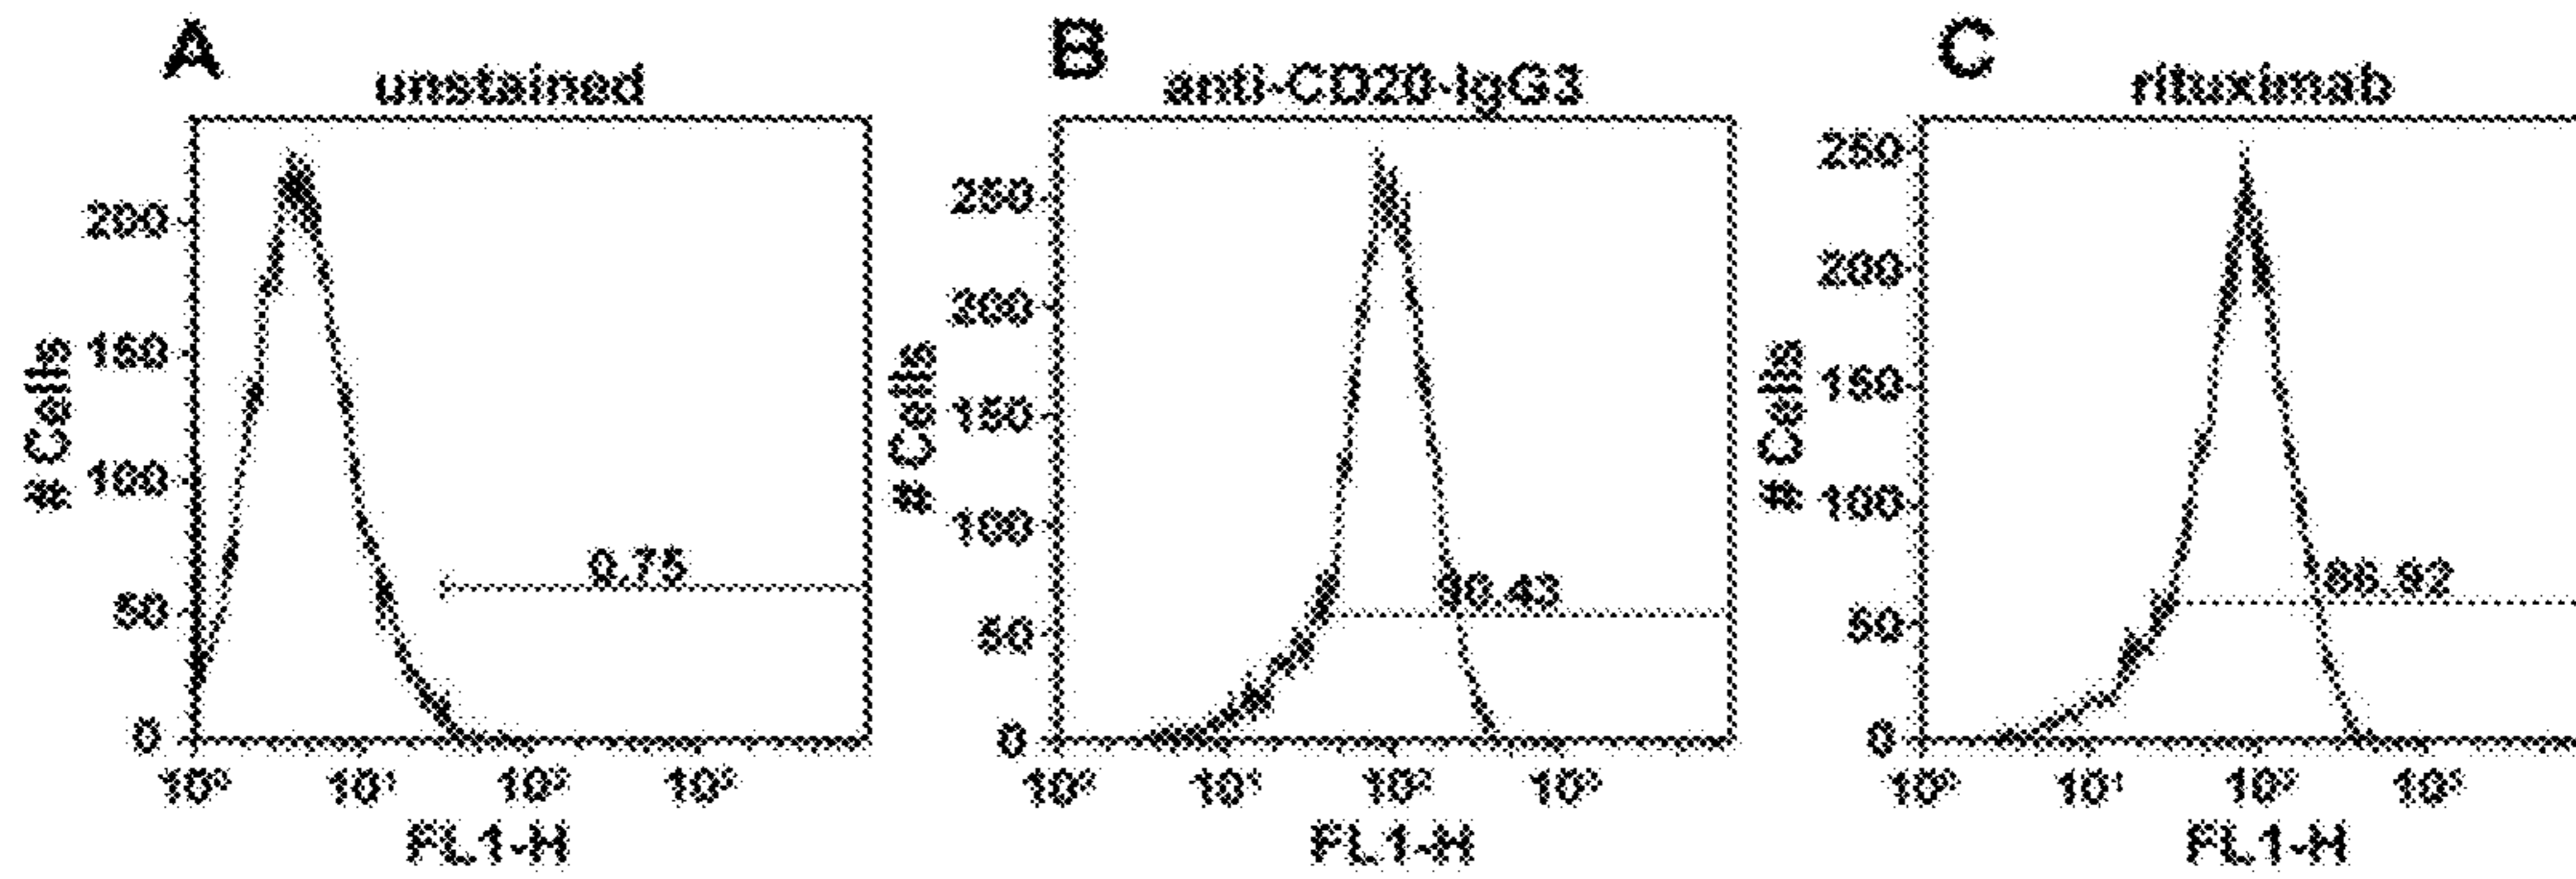 A
unstained
# Cells
200
150
100
50
0
0.75
10⁰ 10¹ 10² 10³
FL1-H
B
anti-CD20-IgG3
# Cells
250
200
150
100
50
0
90.43
10⁰ 10¹ 10² 10³
FL1-H
C
rituximab
# Cells
250
200
150
100
50
0
86.92
10⁰ 10¹ 10² 10³
FL1-H